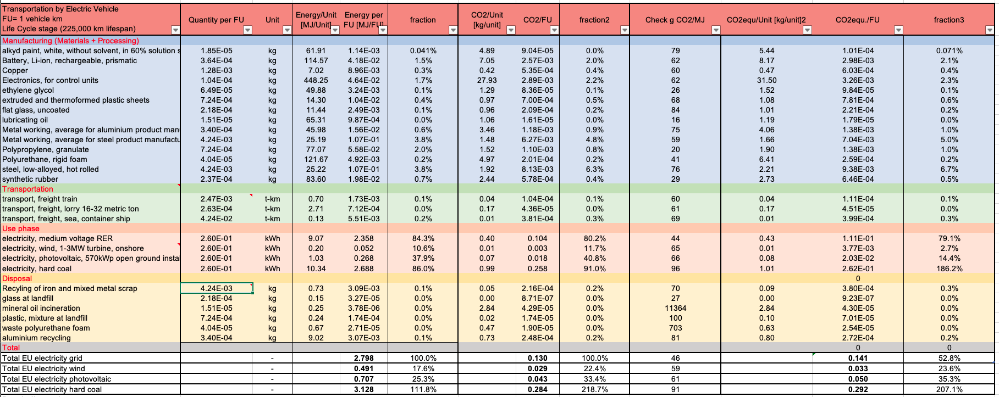 Transportation by Electric Vehicle
FU= 1 vehicle km
Life Cycle stage (225,000 km lifespan) Quantity per FU Unit Energy/Unit [MJ/Unit] Energy per FU [MJ/FU] fraction CO2/Unit [kg/unit] CO2/FU fraction2 Check g CO2/MJ CO2equ/Unit [kg/unit]2 CO2equ./FU fraction3
Manufacturing (Materials + Processing)
alkyd paint, white, without solvent, in 60% solution s 1.85E-05 kg 61.91 1.14E-03 0.041% 4.89 9.04E-05 0.0% 79 5.44 1.01E-04 0.071%
Battery, Li-ion, rechargeable, prismatic 3.64E-04 kg 114.57 4.18E-02 1.5% 7.05 2.57E-03 2.0% 62 8.17 2.98E-03 2.1%
Copper 1.28E-03 kg 7.02 8.96E-03 0.3% 0.42 5.35E-04 0.4% 60 0.47 6.03E-04 0.4%
Electronics, for control units 1.04E-04 kg 448.25 4.64E-02 1.7% 27.93 2.89E-03 2.2% 62 31.50 3.26E-03 2.3%
ethylene glycol 6.49E-05 kg 49.88 3.24E-03 0.1% 1.29 8.36E-05 0.1% 26 1.52 9.84E-05 0.1%
extruded and thermoformed plastic sheets 7.24E-04 kg 14.30 1.04E-02 0.4% 0.97 7.00E-04 0.5% 68 1.08 7.81E-04 0.6%
flat glass, uncoated 2.18E-04 kg 11.44 2.49E-03 0.1% 0.96 2.09E-04 0.2% 84 1.01 2.21E-04 0.2%
lubricating oil 1.51E-05 kg 65.31 9.87E-04 0.0% 1.06 1.61E-05 0.0% 16 1.19 1.79E-05 0.0%
Metal working, average for aluminium product man 3.40E-04 kg 45.98 1.56E-02 0.6% 3.46 1.18E-03 0.9% 75 4.06 1.38E-03 1.0%
Metal working, average for steel product manufactu 4.24E-03 kg 25.19 1.07E-01 3.8% 1.48 6.27E-03 4.8% 59 1.66 7.04E-03 5.0%
Polypropylene, granulate 7.24E-04 kg 77.07 5.58E-02 2.0% 1.52 1.10E-03 0.8% 20 1.90 1.38E-03 1.0%
Polyurethane, rigid foam 4.04E-05 kg 121.67 4.92E-03 0.2% 4.97 2.01E-04 0.2% 41 6.41 2.59E-04 0.2%
steel, low-alloyed, hot rolled 4.24E-03 kg 25.22 1.07E-01 3.8% 1.92 8.13E-03 6.3% 76 2.21 9.38E-03 6.7%
synthetic rubber 2.37E-04 kg 83.60 1.98E-02 0.7% 2.44 5.78E-04 0.4% 29 2.73 6.46E-04 0.5%
Transportation
transport, freight train 2.47E-03 t-km 0.70 1.73E-03 0.1% 0.04 1.04E-04 0.1% 60 0.04 1.11E-04 0.1%
transport, freight, lorry 16-32 metric ton 2.63E-04 t-km 2.71 7.12E-04 0.0% 0.17 4.36E-05 0.0% 61 0.17 4.51E-05 0.0%
transport, freight, sea, container ship 4.24E-02 t-km 0.13 5.51E-03 0.2% 0.01 3.81E-04 0.3% 69 0.01 3.99E-04 0.3%
Use phase
electricity, medium voltage RER 2.60E-01 kWh 9.07 2.358 84.3% 0.40 0.104 80.2% 44 0.43 1.11E-01 79.1%
electricity, wind, 1-3MW turbine, onshore 2.60E-01 kWh 0.20 0.052 10.6% 0.01 0.003 11.7% 65 0.01 3.77E-03 2.7%
electricity, photovoltaic, 570kWp open ground insta 2.60E-01 kWh 1.03 0.268 37.9% 0.07 0.018 40.8% 66 0.08 2.03E-02 14.4%
electricity, hard coal 2.60E-01 kWh 10.34 2.688 86.0% 0.99 0.258 91.0% 96 1.01 2.62E-01 186.2%
Disposal 0
Recyling of iron and mixed metal scrap 4.24E-03 kg 0.73 3.09E-03 0.1% 0.05 2.16E-04 0.2% 70 0.09 3.80E-04 0.3%
glass at landfill 2.18E-04 kg 0.15 3.27E-05 0.0% 0.00 8.71E-07 0.0% 27 0.00 9.23E-07 0.0%
mineral oil incineration 1.51E-05 kg 0.25 3.78E-06 0.0% 2.84 4.29E-05 0.0% 11364 2.84 4.30E-05 0.0%
plastic, mixture at landfill 7.24E-04 kg 0.24 1.74E-04 0.0% 0.02 1.74E-05 0.0% 100 0.10 7.01E-05 0.0%
waste polyurethane foam 4.04E-05 kg 0.67 2.71E-05 0.0% 0.47 1.90E-05 0.0% 703 0.63 2.54E-05 0.0%
aluminium recycling 3.40E-04 kg 9.02 3.07E-03 0.1% 0.73 2.48E-04 0.2% 81 0.80 2.72E-04 0.2%
Total 0 0
Total EU electricity grid - 2.798 100.0% 0.130 100.0% 46 0.141 52.8%
Total EU electricity wind - 0.491 17.6% 0.029 22.4% 59 0.033 23.6%
Total EU electricity photovoltaic - 0.707 25.3% 0.043 33.4% 61 0.050 35.3%
Total EU electricity hard coal - 3.128 111.8% 0.284 218.7% 91 0.292 207.1%